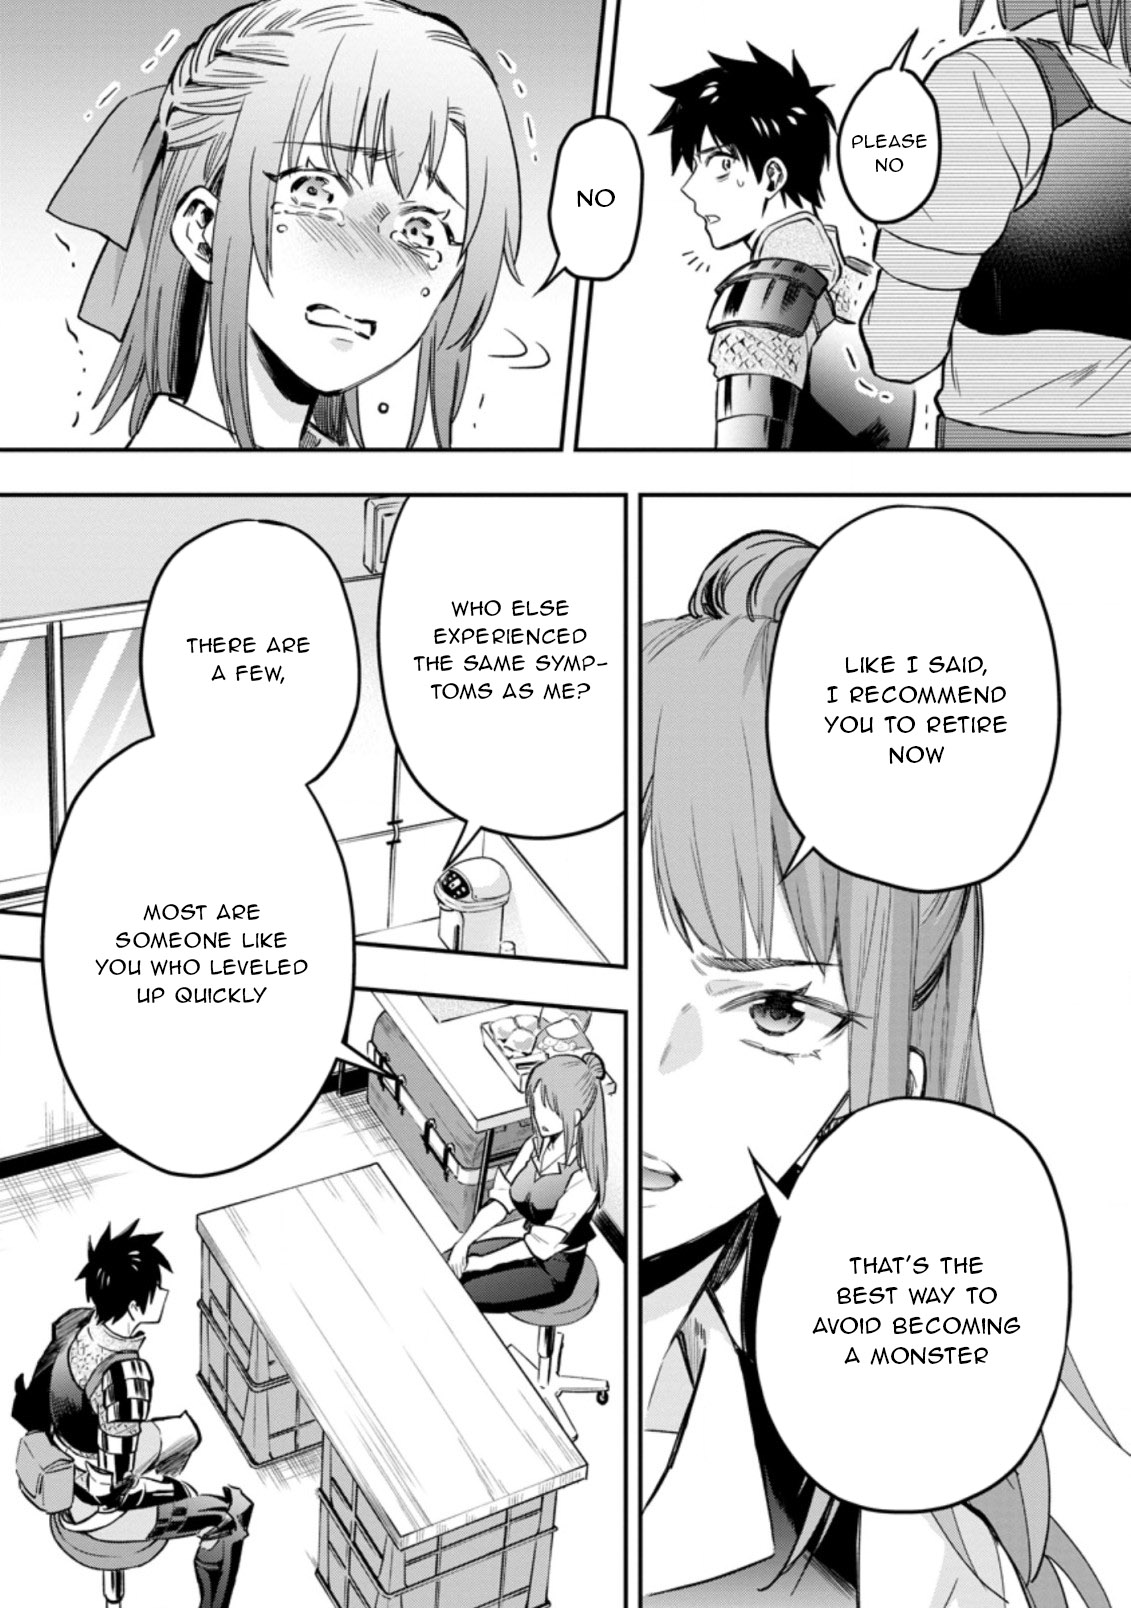 PLEASE
NO
NO
LIKE I SAID,
I RECOMMEND
YOU TO RETIRE
NOW
THAT'S THE
BEST WAY TO
AVOID BECOMING
A MONSTER
WHO ELSE
EXPERIENCED
THE SAME SYMP-
TOMS AS ME?
THERE ARE
A FEW,
MOST ARE
SOMEONE LIKE
YOU WHO LEVELED
UP QUICKLY